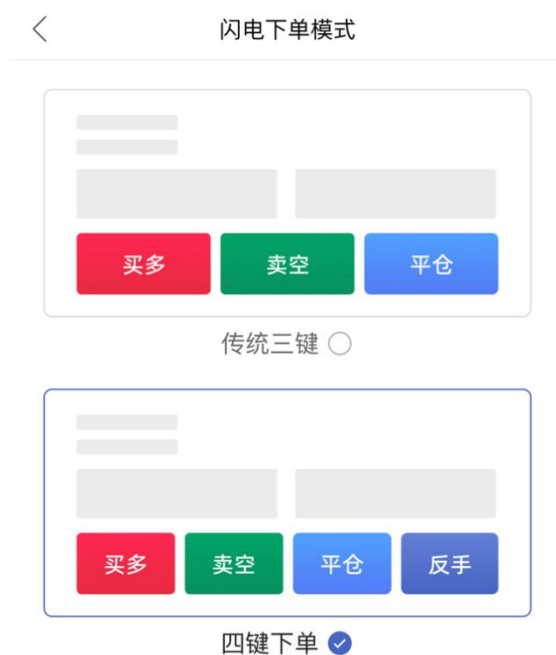 闪电下单模式
买多 卖空 平仓
传统三键
买多 卖空 平仓 反手
四键下单